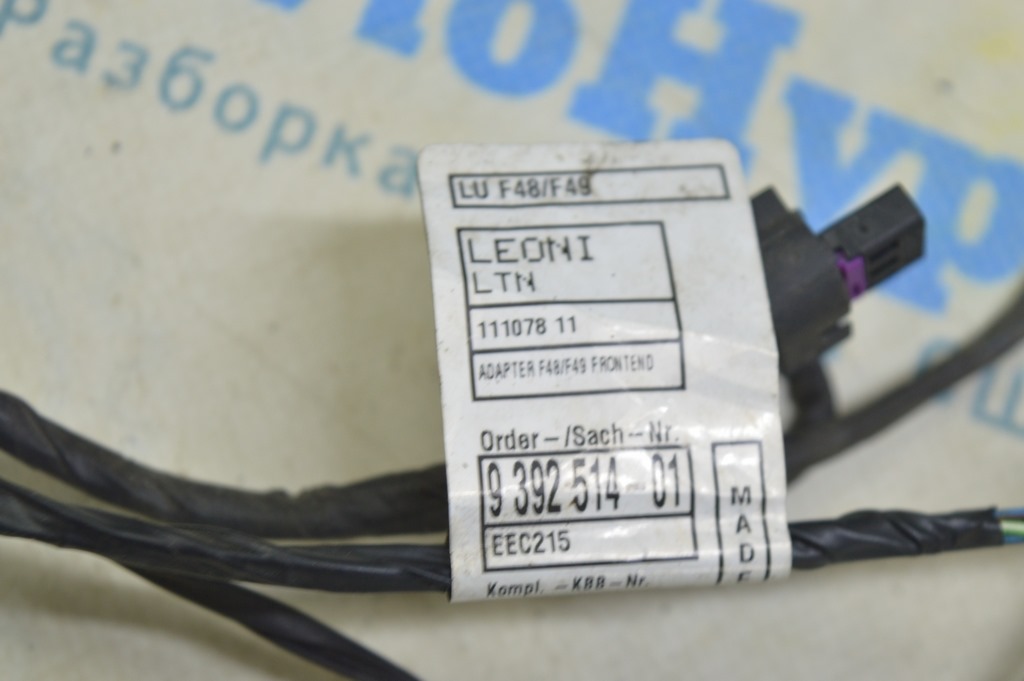 Разборка
LU F48/F49
LEONI
LTN
111078 11
ADAPTER F48/F49 FRONTEND
Order-/Sach-Nr.
9 392 514-01
EEC215
MADE
Kompl. -KBB-Nr.